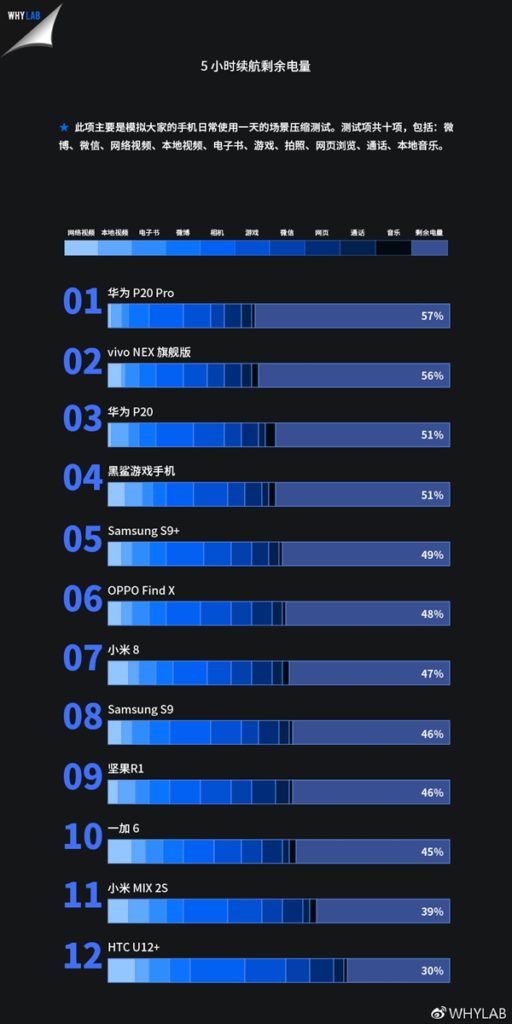 WHYLAB
5 小时续航剩余电量
★ 此项主要是模拟大家的手机日常使用一天的场景压缩测试。测试项共十项，包括：微
博、微信、网络视频、本地视频、电子书、游戏、拍照、网页浏览、通话、本地音乐。
网络视频 本地视频 电子书 微博 相机 游戏 微信 网页 通话 音乐 剩余电量
01 华为 P20 Pro
57%
02 vivo NEX 旗舰版
56%
03 华为 P20
51%
04 黑鲨游戏手机
51%
05 Samsung S9+
49%
06 OPPO Find X
48%
07 小米 8
47%
08 Samsung S9
46%
09 坚果R1
46%
10 一加 6
45%
11 小米 MIX 2S
39%
12 HTC U12+
30%
WHYLAB